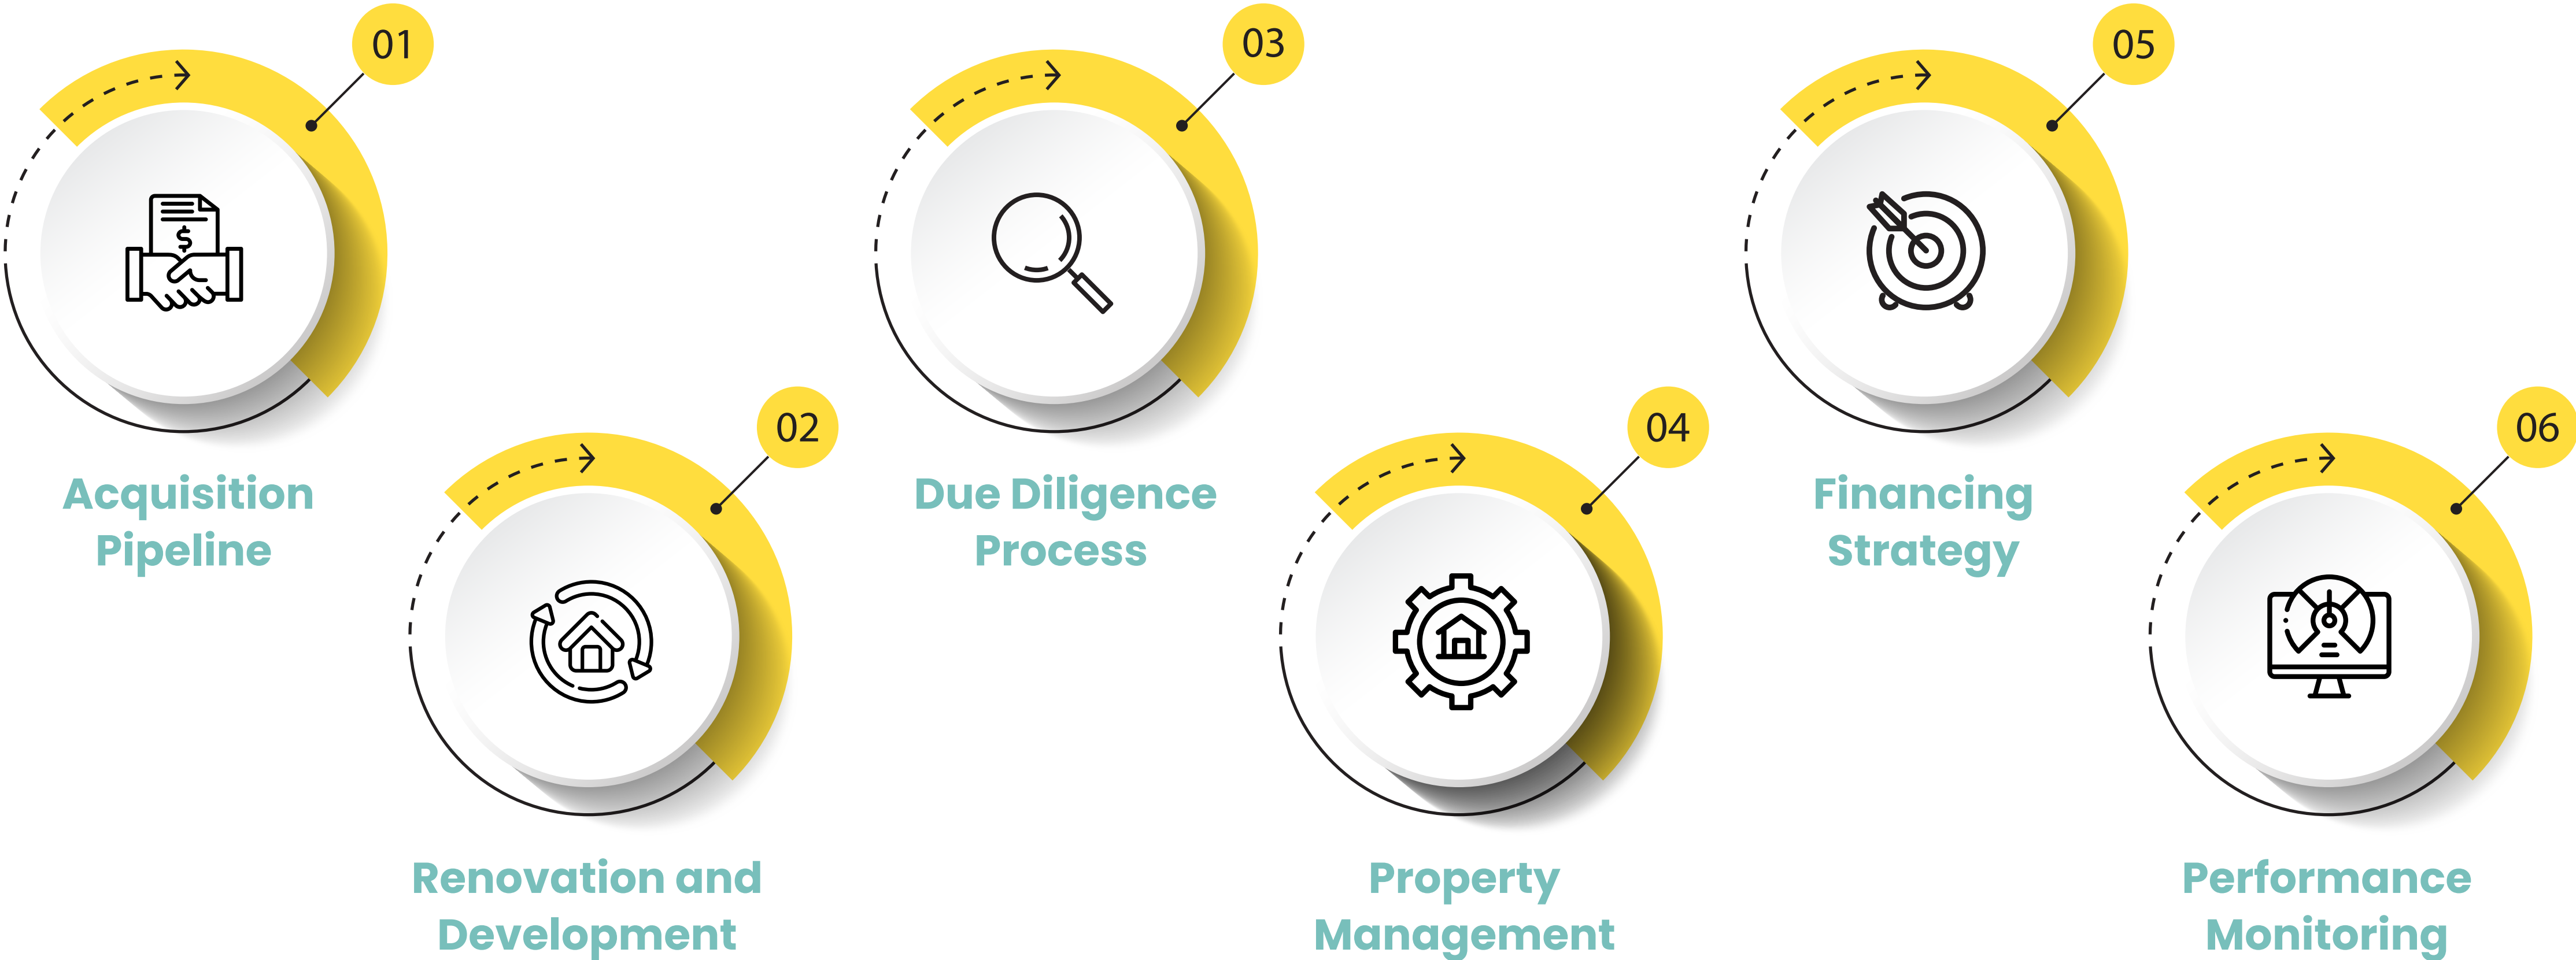 01
Acquisition
Pipeline
02
Renovation and
Development
03
Due Diligence
Process
04
Property
Management
05
Financing
Strategy
06
Performance
Monitoring
$